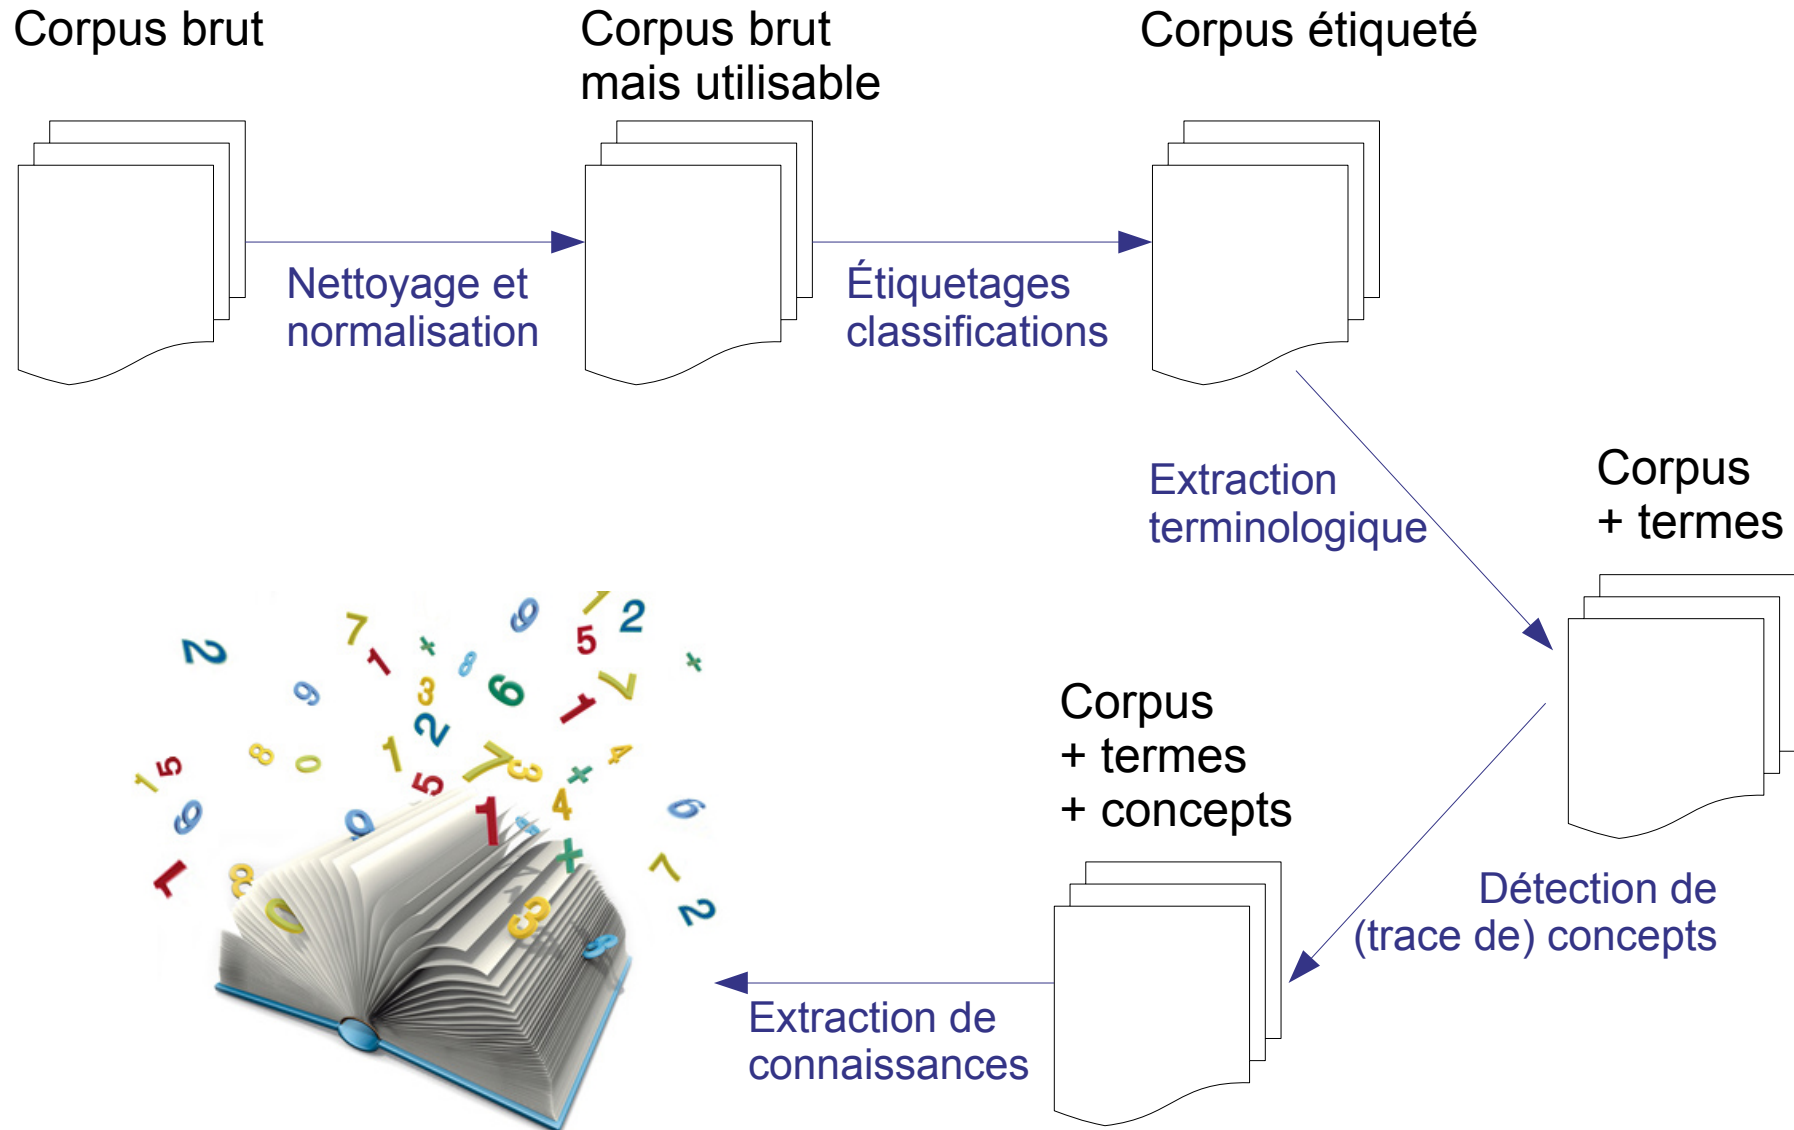 Corpus brut
Corpus brut
mais utilisable
Corpus étiqueté
Nettoyage et
normalisation
Étiquetages
classifications
Extraction
terminologique
Corpus
+ termes
Corpus
+ termes
+ concepts
Détection de
(trace de) concepts
Extraction de
connaissances